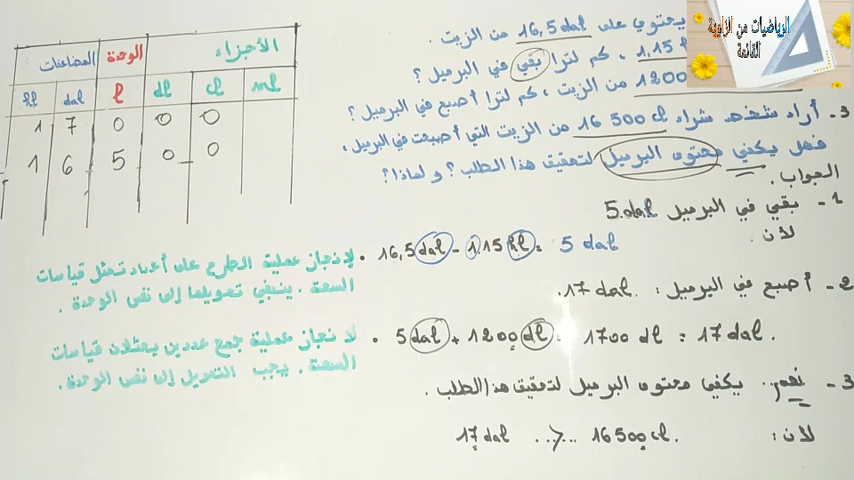 الرياضيات من الزاوية
القائمة
يحتوي على 16,5 dal من الزيت .
1,15 . كم لترا بقي في البرميل ؟
1200 من الزيت ، كم لترا أصبح في البرميل ؟
3 - أراد شخص شراء 16 500 cl من الزيت التي أصبحت في البرميل ،
فهل يكفي محتوى البرميل لتحقيق هذا الطلب ؟ ولماذا ؟
الجواب .
1 - بقي في البرميل 5 dal
لأن :
16,5 dal - 1.15 hl = 5 dal
2 - أصبح في البرميل : 17 dal.
5 dal + 1200 dl = 1700 dl = 17 dal.
3 - نعم .. يكفي محتوى البرميل لتحقيق هذا الطلب .
لأن : 17 dal ..>.. 16500 cl.
المضاعفات الوحدة الأجزاء
hl dal l dl cl ml
1 7 0 0 0
1 6 5 0 0
لإنجاز عملية الطرح على أعداد تمثل قياسات
السعة . ينبغي تحويلها إلى نفس الوحدة .
لانجاز عملية جمع عددين يمثلان قياسات
السعة . يجب التحويل إلى نفس الوحدة .